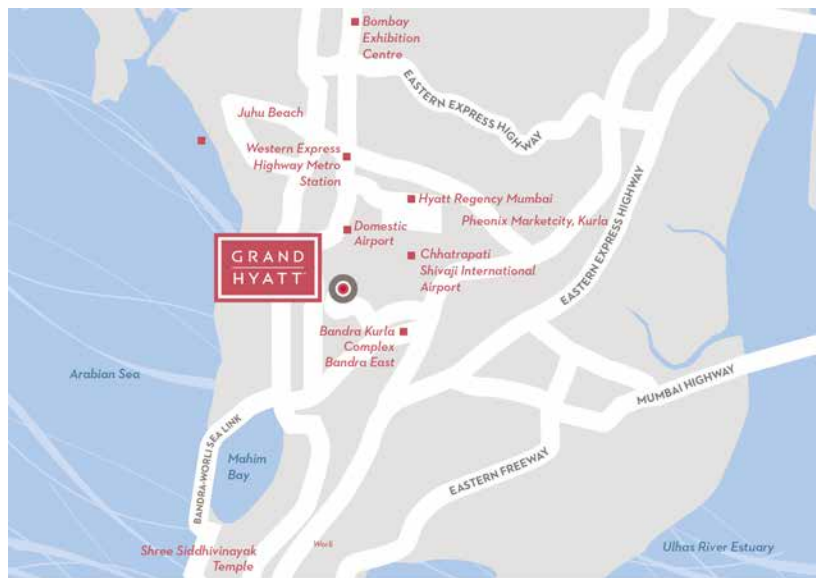 Bombay
Exhibition
Centre
EASTERN EXPRESS HIGHWAY
Juhu Beach
Western Express
Highway Metro
Station
Hyatt Regency Mumbai
Pheonix Marketcity, Kurla
Domestic
Airport
EASTERN EXPRESS HIGHWAY
GRAND
HYATT
Chhatrapati
Shivaji International
Airport
Bandra Kurla
Complex
Bandra East
Arabian Sea
MUMBAI HIGHWAY
BANDRA-WORLI SEA LINK
Mahim
Bay
EASTERN FREEWAY
Shree Siddhivinayak
Temple
Worli
Ulhas River Estuary